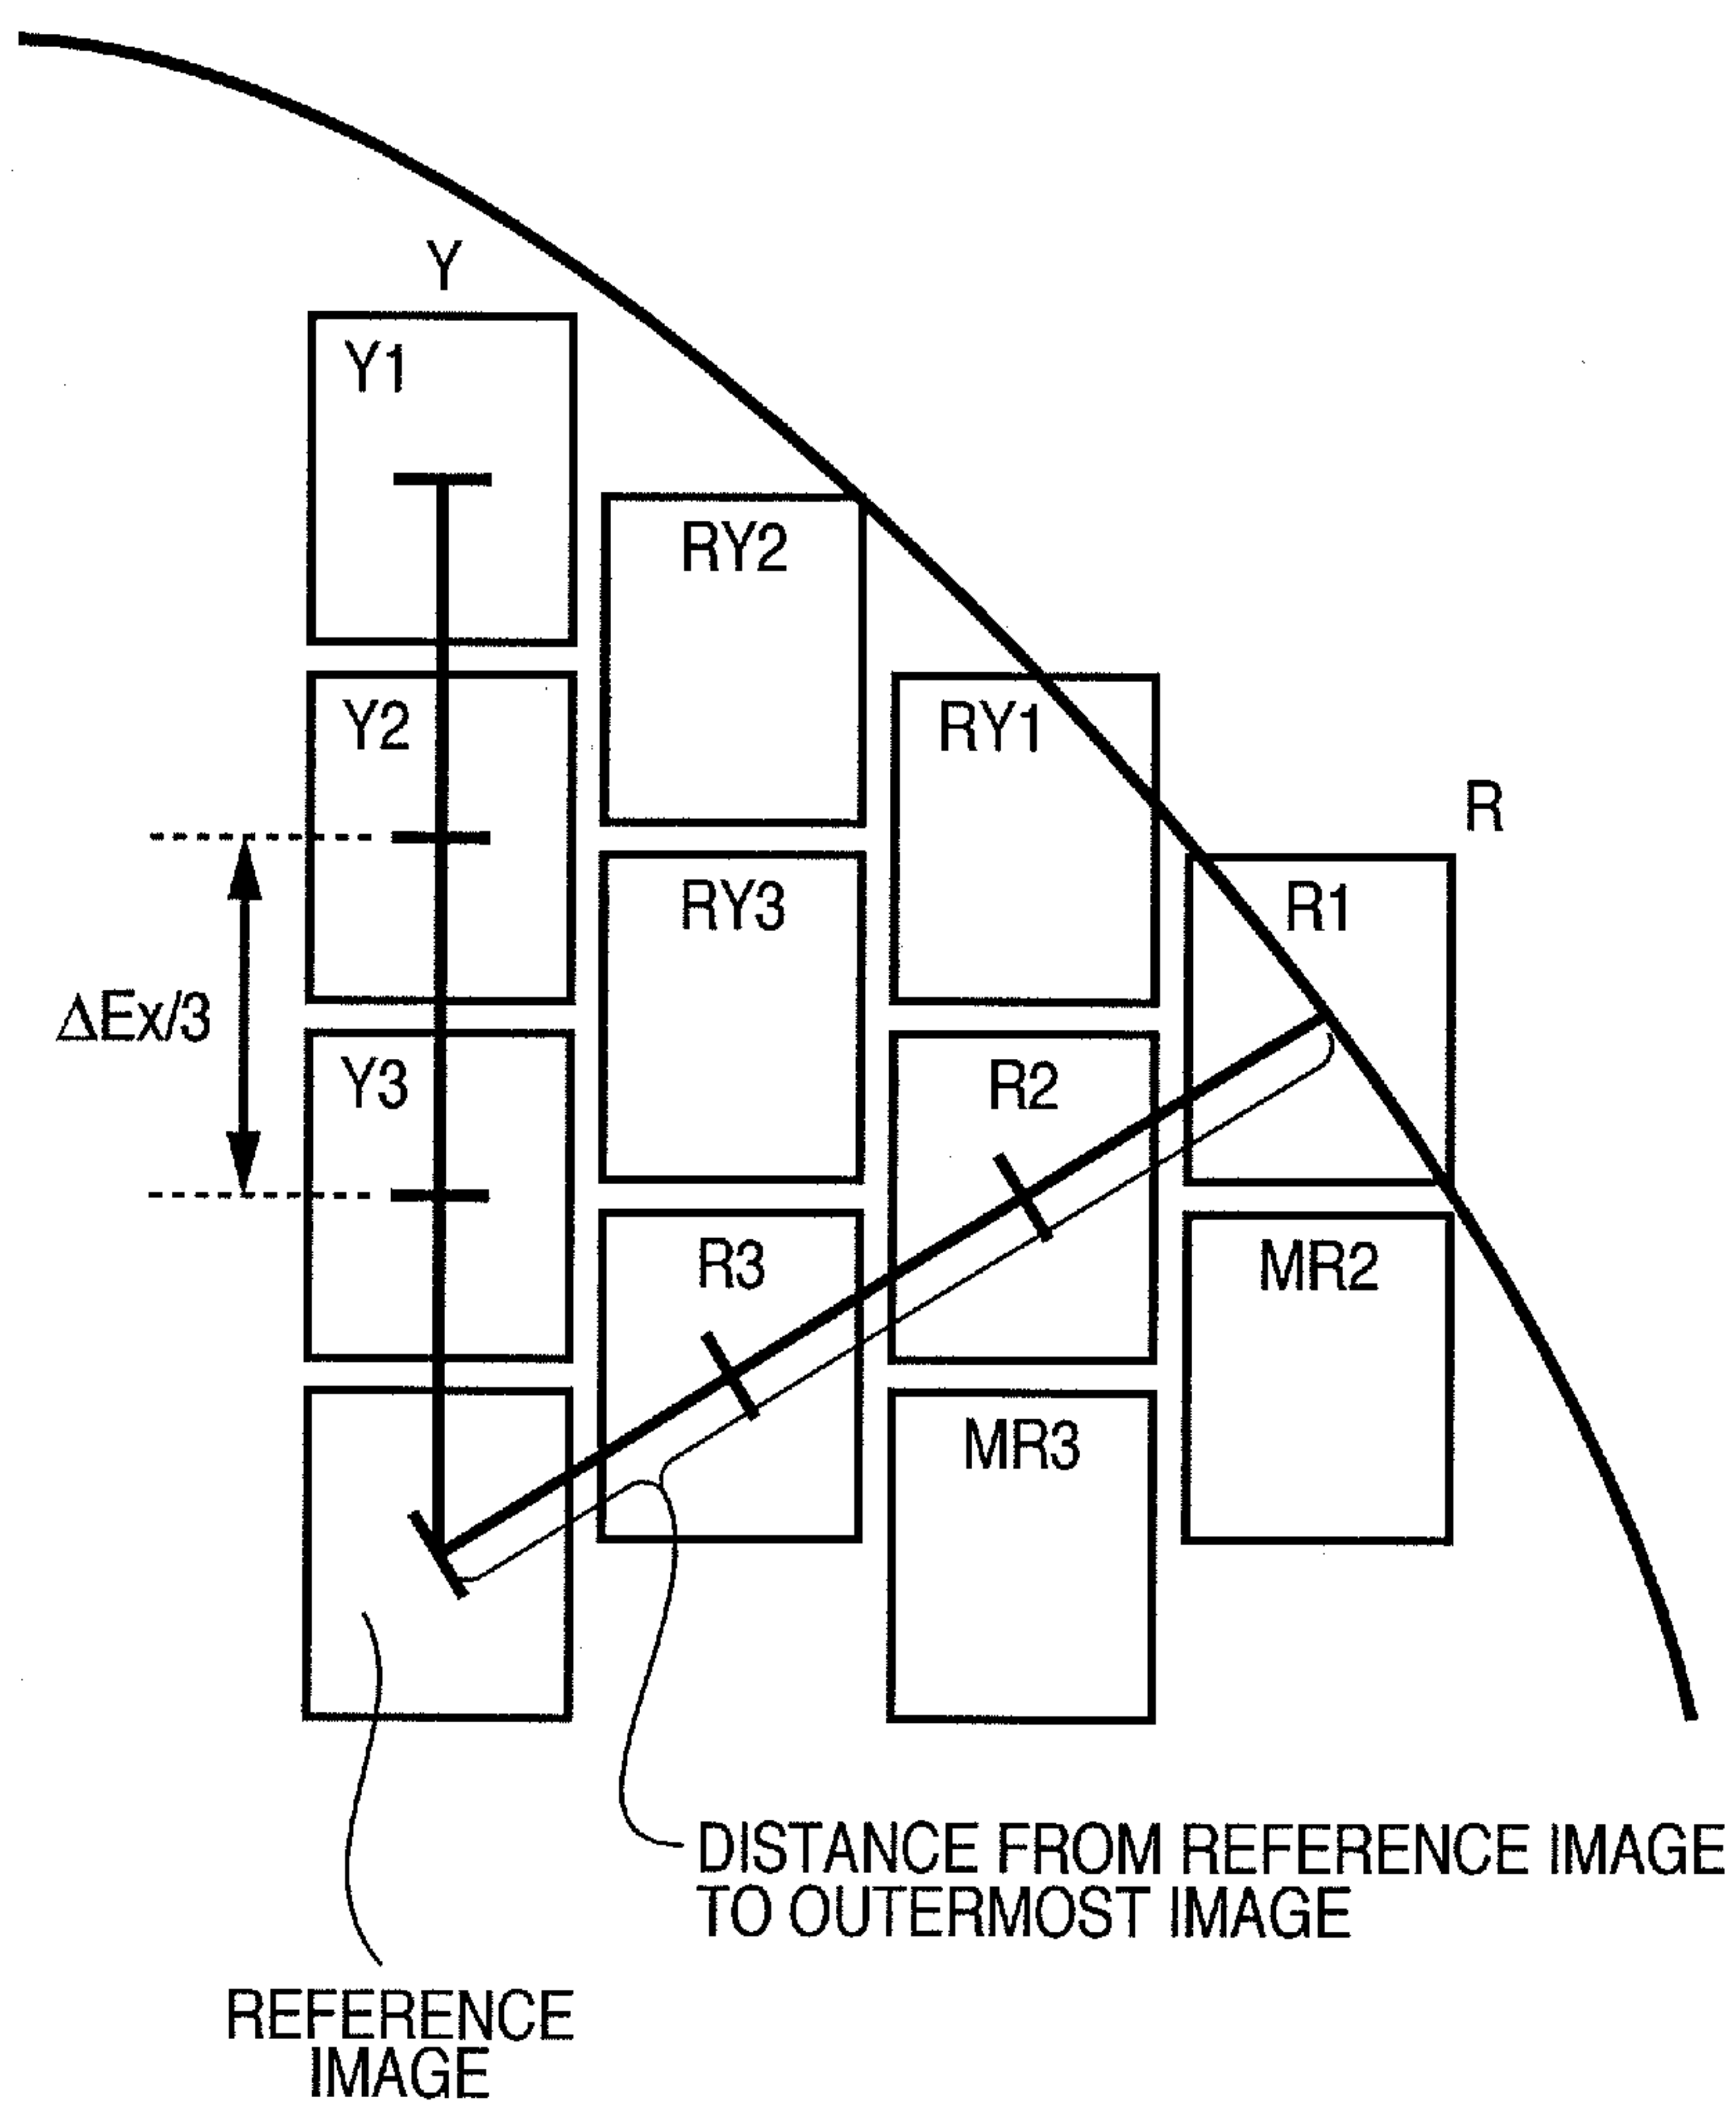 Y
Y1
RY2
Y2
RY1
R
RY3
R1
ΔEx/3
Y3
R2
R3
MR2
MR3
DISTANCE FROM REFERENCE IMAGE
TO OUTERMOST IMAGE
REFERENCE
IMAGE